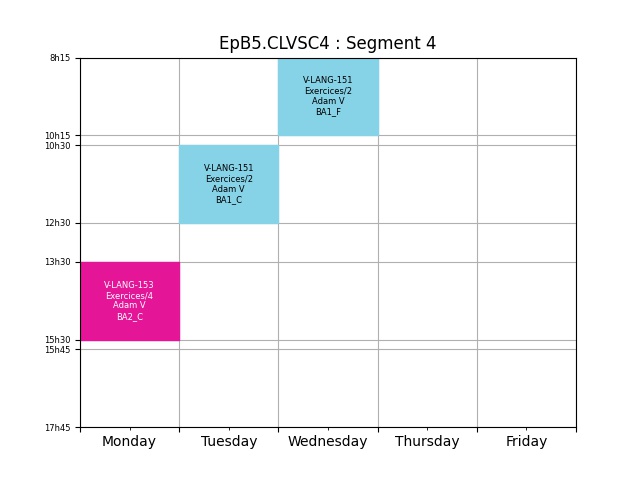 EpB5.CLVSC4 : Segment 4
8h15
V-LANG-151
Exercices/2
Adam V
BA1_F
10h15
10h30
V-LANG-151
Exercices/2
Adam V
BA1_C
12h30
13h30
V-LANG-153
Exercices/4
Adam V
BA2_C
15h30
15h45
17h45
Monday Tuesday Wednesday Thursday Friday